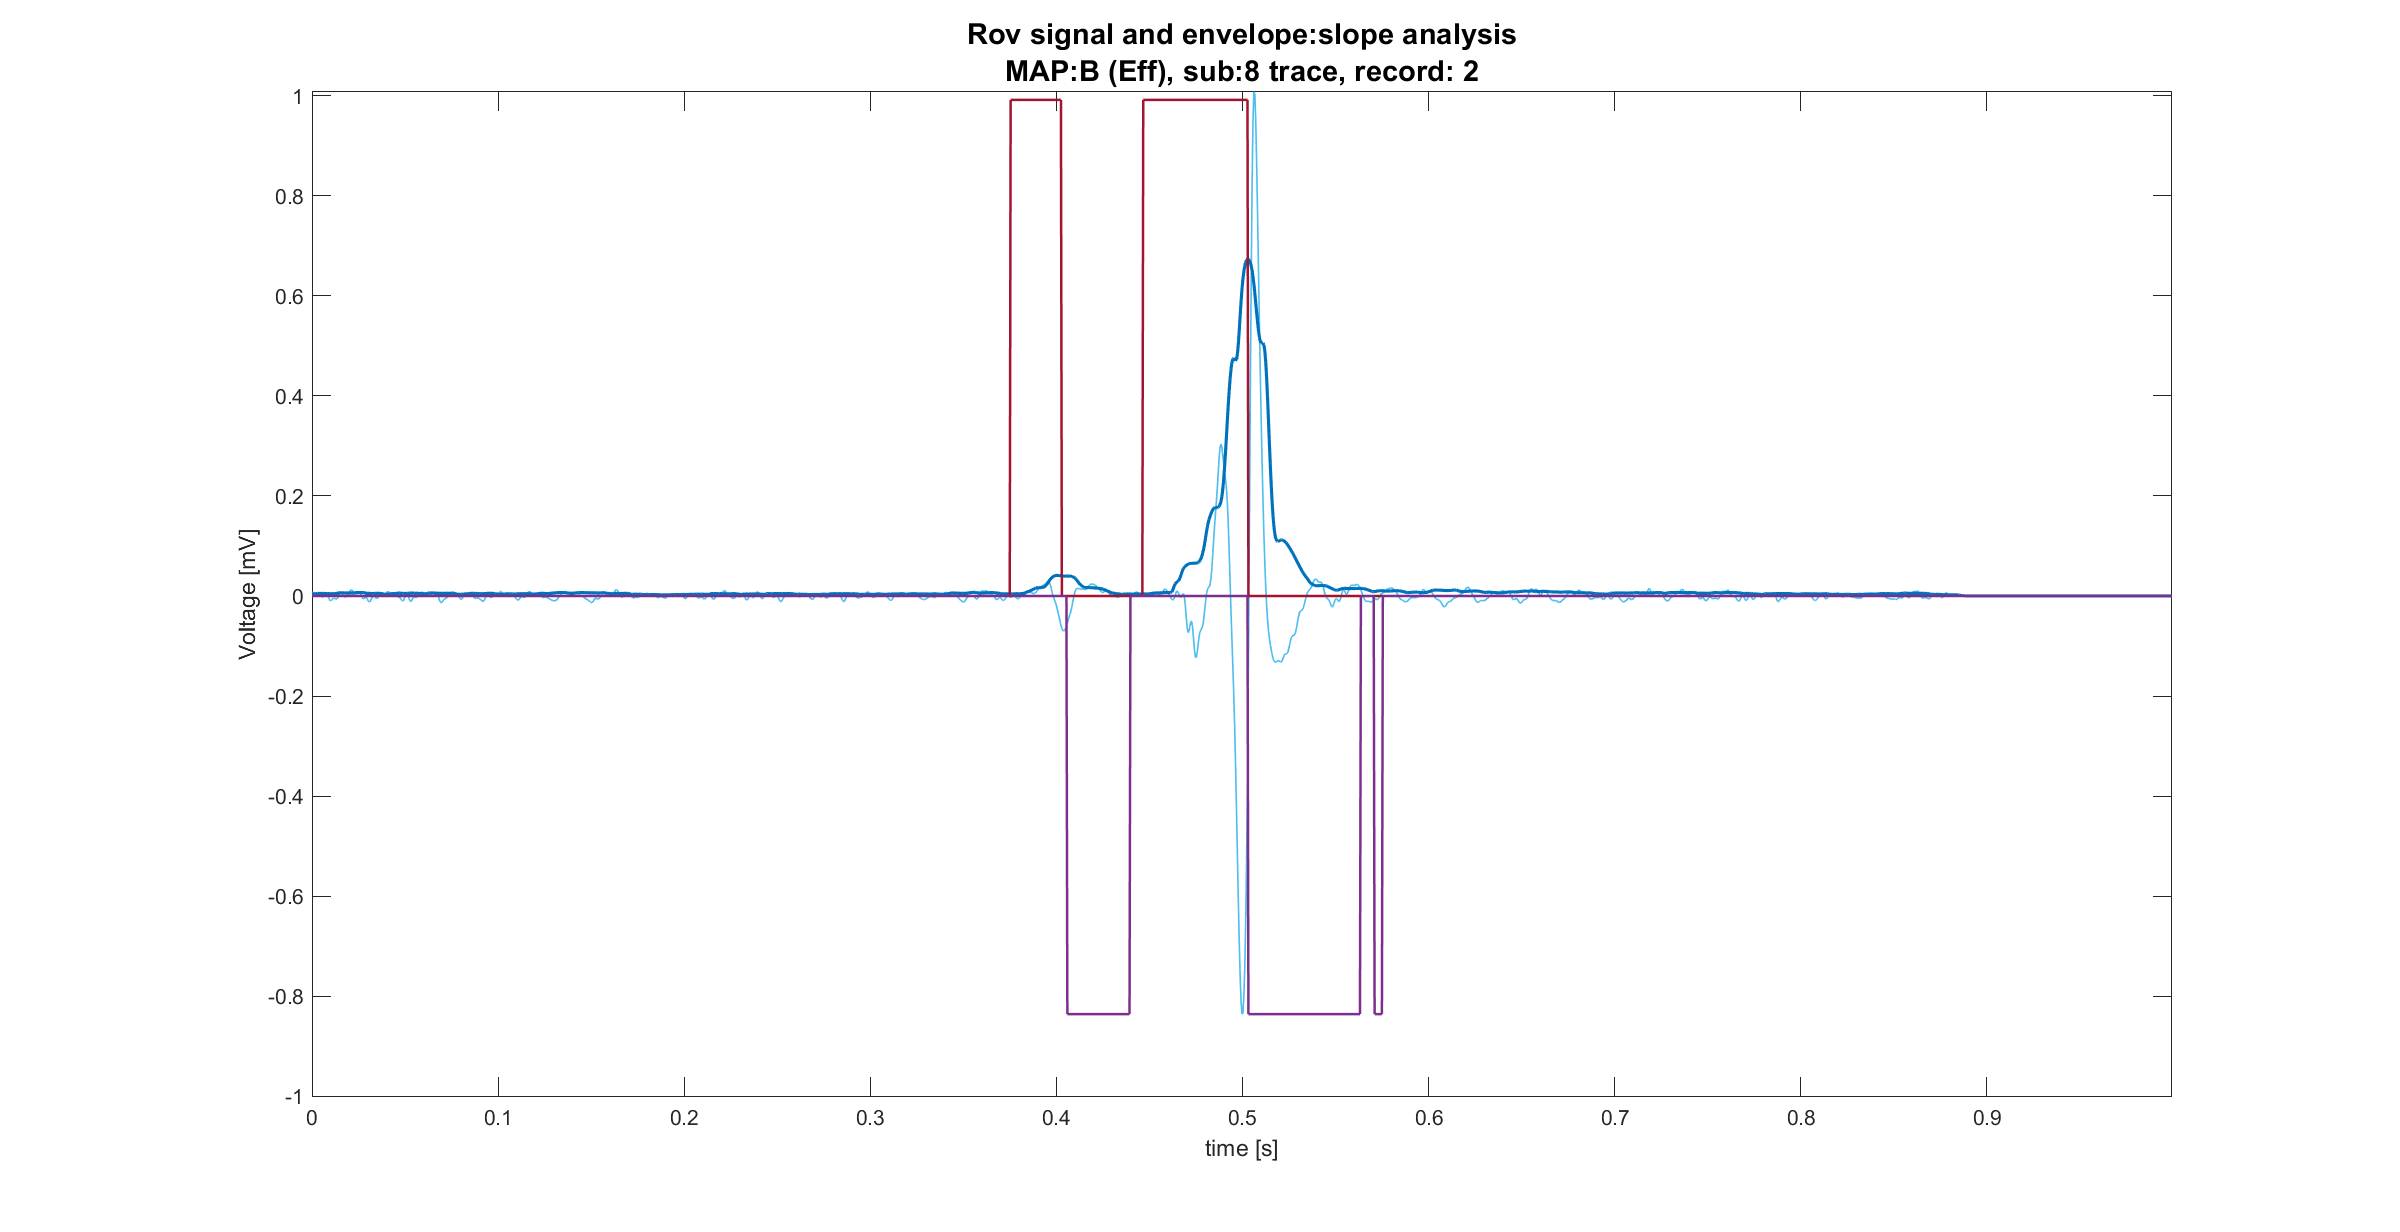 Rov signal and envelope:slope analysis
MAP:B (Eff), sub:8 trace, record: 2
1
0.8
0.6
0.4
0.2
0
-0.2
-0.4
-0.6
-0.8
-1
Voltage [mV]
0 0.1 0.2 0.3 0.4 0.5 0.6 0.7 0.8 0.9
time [s]